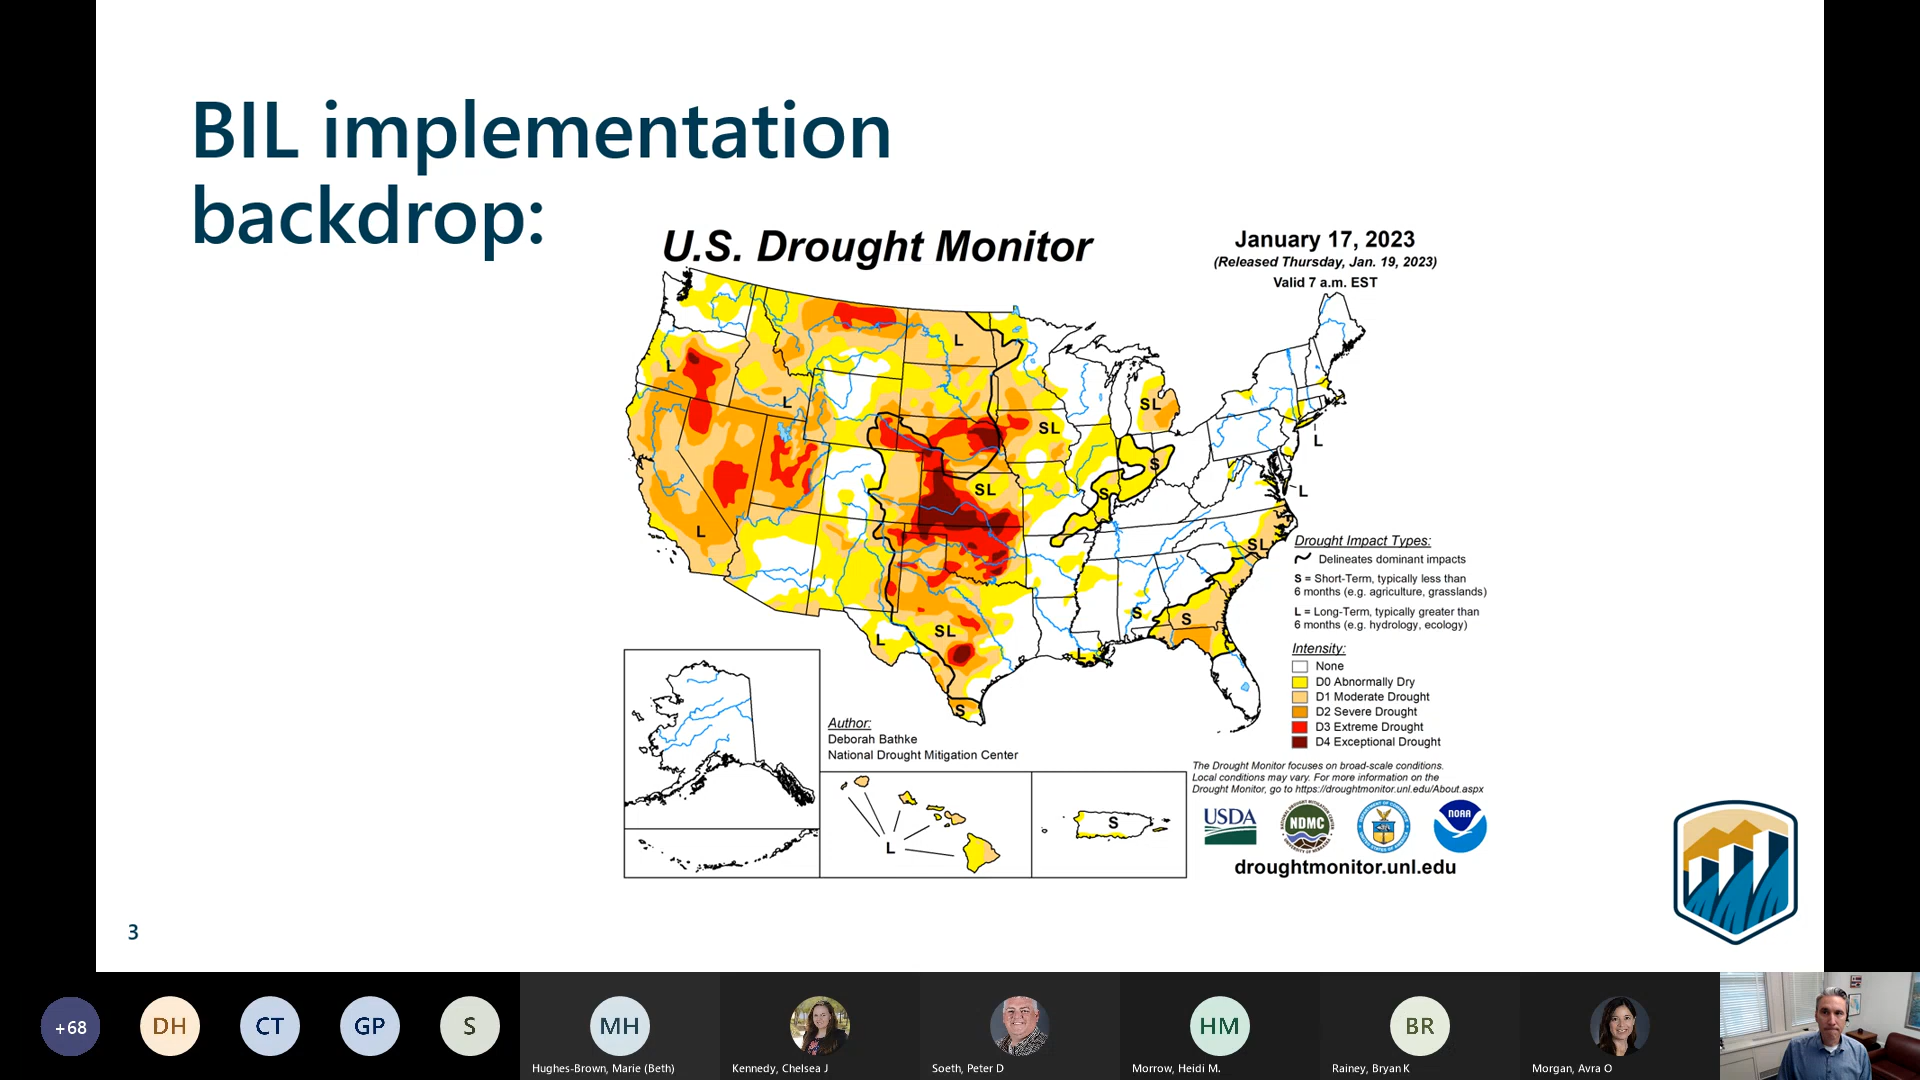 BIL implementation
backdrop:
U.S. Drought Monitor
January 17, 2023
(Released Thursday, Jan. 19, 2023)
Valid 7 a.m. EST
L
L
L
SL
SL
L
S
SL
S
L
L
SL
Drought Impact Types:
Delineates dominant impacts
S = Short-Term, typically less than
6 months (e.g. agriculture, grasslands)
L = Long-Term, typically greater than
6 months (e.g. hydrology, ecology)
S
S
L
SL
L
S
Intensity:
None
D0 Abnormally Dry
D1 Moderate Drought
D2 Severe Drought
D3 Extreme Drought
D4 Exceptional Drought
Author:
Deborah Bathke
National Drought Mitigation Center
L
S
The Drought Monitor focuses on broad-scale conditions.
Local conditions may vary. For more information on the
Drought Monitor, go to https://droughtmonitor.unl.edu/About.aspx
USDA
NDMC
NOAA
droughtmonitor.unl.edu
3
+68
DH
CT
GP
S
MH
HM
BR
Hughes-Brown, Marie (Beth)
Kennedy, Chelsea J
Soeth, Peter D
Morrow, Heidi M.
Rainey, Bryan K
Morgan, Avra O